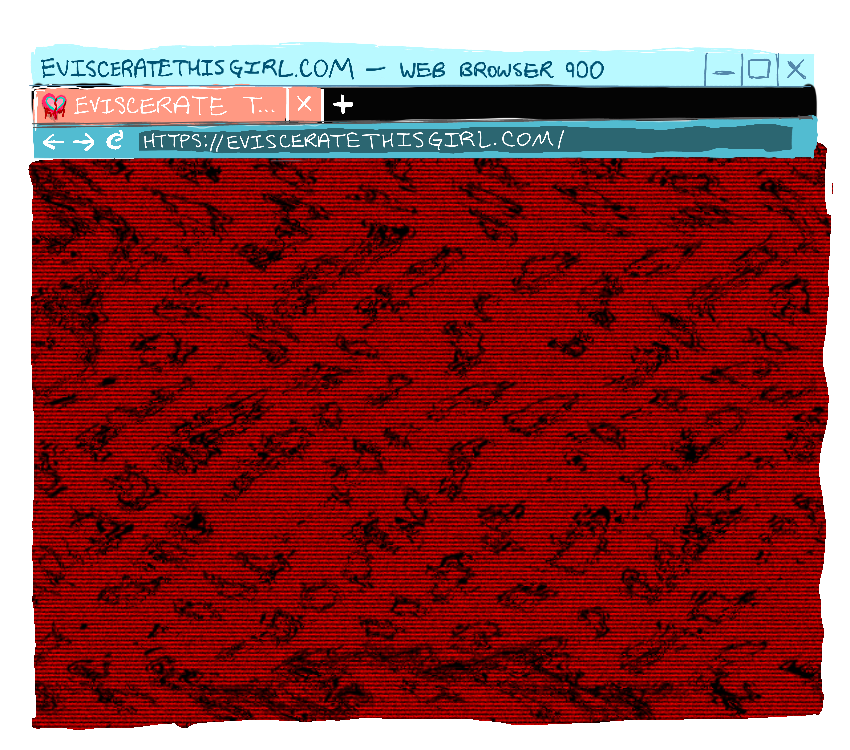 EVISCERATETHISGIRL.COM — WEB BROWSER 900
EVISCERATE T...
HTTPS://EVISCERATETHISGIRL.COM/